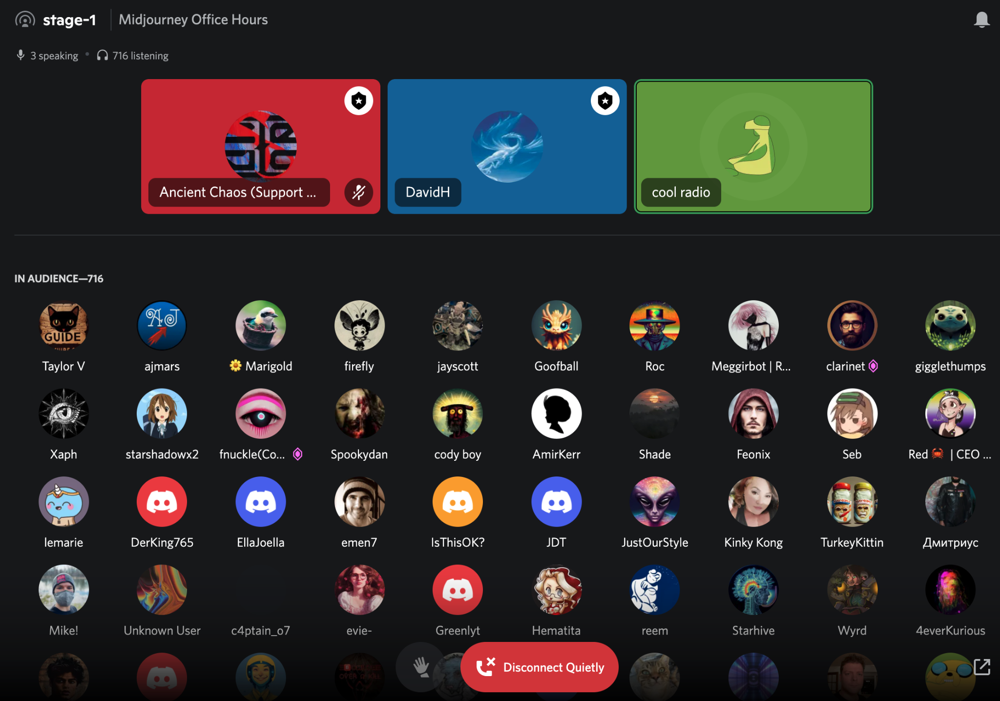 stage-1 Midjourney Office Hours
3 speaking • 716 listening
Ancient Chaos (Support ...
DavidH
cool radio
IN AUDIENCE—716
GUIDE
AJ
Taylor V
ajmars
🌼 Marigold
firefly
jayscott
Goofball
Roc
Meggirbot | R...
clarinet
gigglethumps
Xaph
starshadowx2
fnuckle(Co...
Spookydan
cody boy
AmirKerr
Shade
Feonix
Seb
Red 🦀 | CEO ...
lemarie
DerKing765
EllaJoella
emen7
IsThisOK?
JDT
JustOurStyle
Kinky Kong
TurkeyKittin
Дмитриус
Mike!
Unknown User
c4ptain_o7
evie-
Greenlyt
Hematita
reem
Starhive
Wyrd
4everKurious
Disconnect Quietly